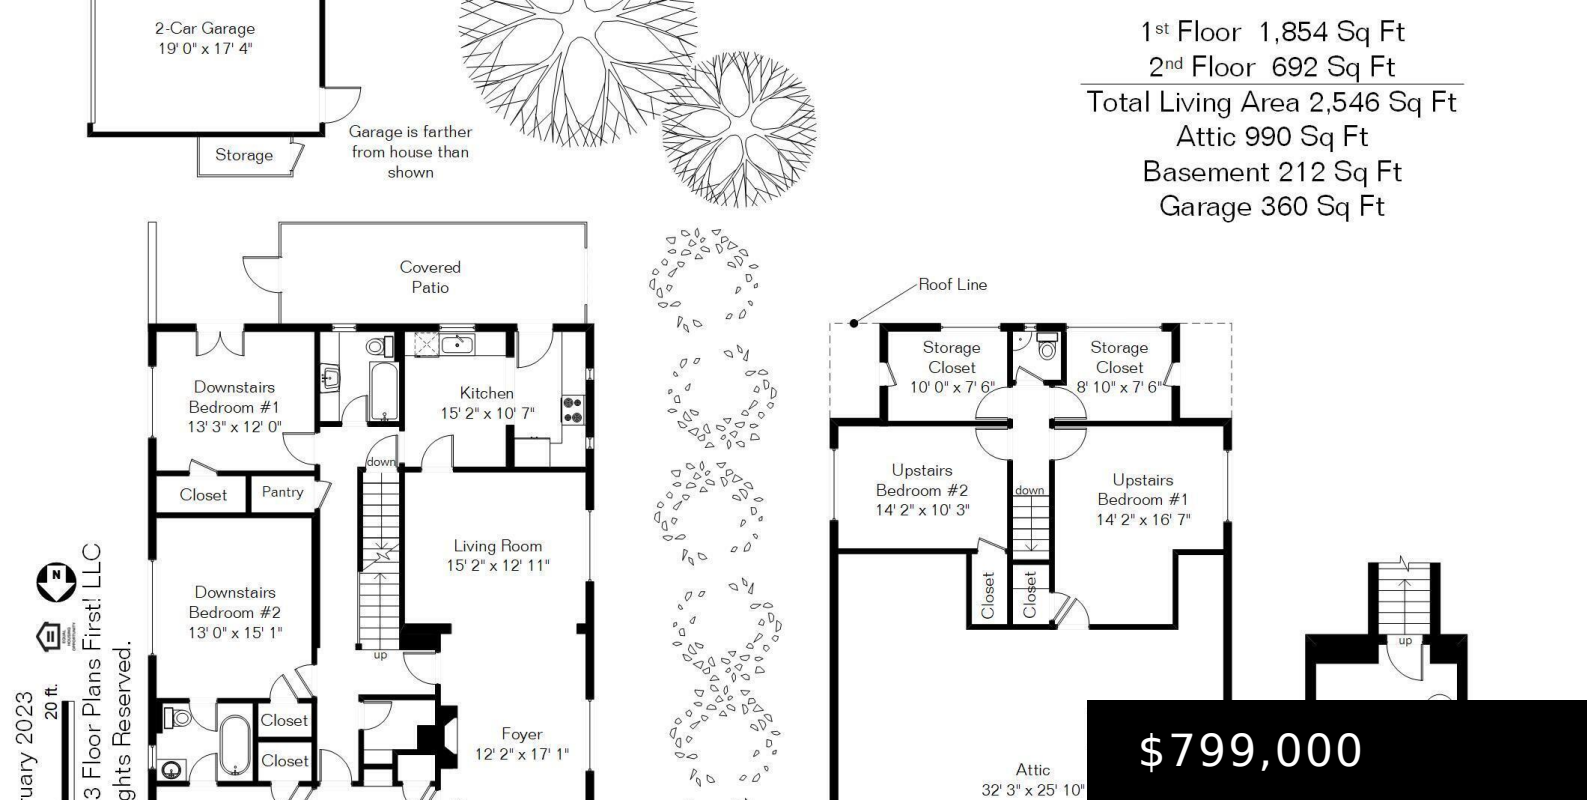 2-Car Garage
19' 0" x 17' 4"
Garage is farther
from house than
shown
Storage
1st Floor 1,854 Sq Ft
2nd Floor 692 Sq Ft
Total Living Area 2,546 Sq Ft
Attic 990 Sq Ft
Basement 212 Sq Ft
Garage 360 Sq Ft
Covered
Patio
Downstairs
Bedroom #1
13' 3" x 12' 0"
Kitchen
15' 2" x 10' 7"
down
Closet
Pantry
Living Room
15' 2" x 12' 11"
Downstairs
Bedroom #2
13' 0" x 15' 1"
up
Closet
Closet
Foyer
12' 2" x 17' 1"
Roof Line
Storage
Closet
10' 0" x 7' 6"
Storage
Closet
8' 10" x 7' 6"
Upstairs
Bedroom #2
14' 2" x 10' 3"
down
Upstairs
Bedroom #1
14' 2" x 16' 7"
Closet
Closet
Attic
32' 3" x 25' 10"
up
N
20 ft.
uary 2023
3 Floor Plans First! LLC
ghts Reserved.
$799,000